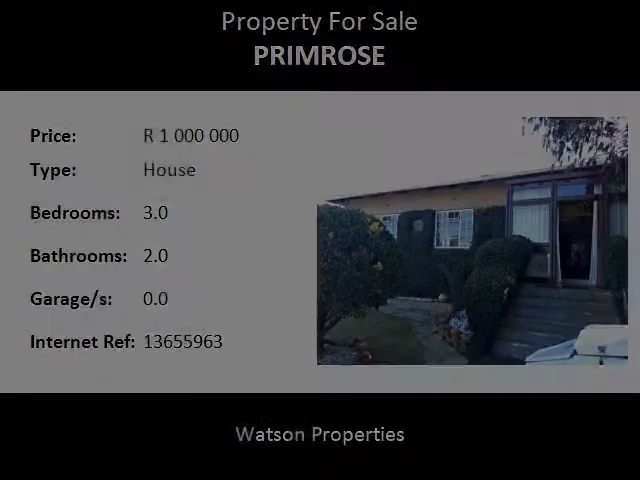 Property For Sale
PRIMROSE
Price: R 1 000 000
Type: House
Bedrooms: 3.0
Bathrooms: 2.0
Garage/s: 0.0
Internet Ref: 13655963
Watson Properties